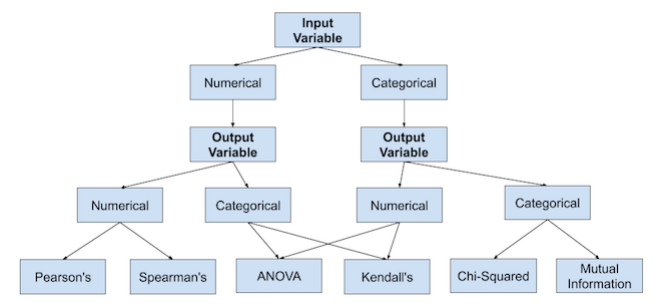 Input
Variable
Numerical
Categorical
Output
Variable
Output
Variable
Numerical
Categorical
Numerical
Categorical
Pearson's
Spearman's
ANOVA
Kendall's
Chi-Squared
Mutual
Information